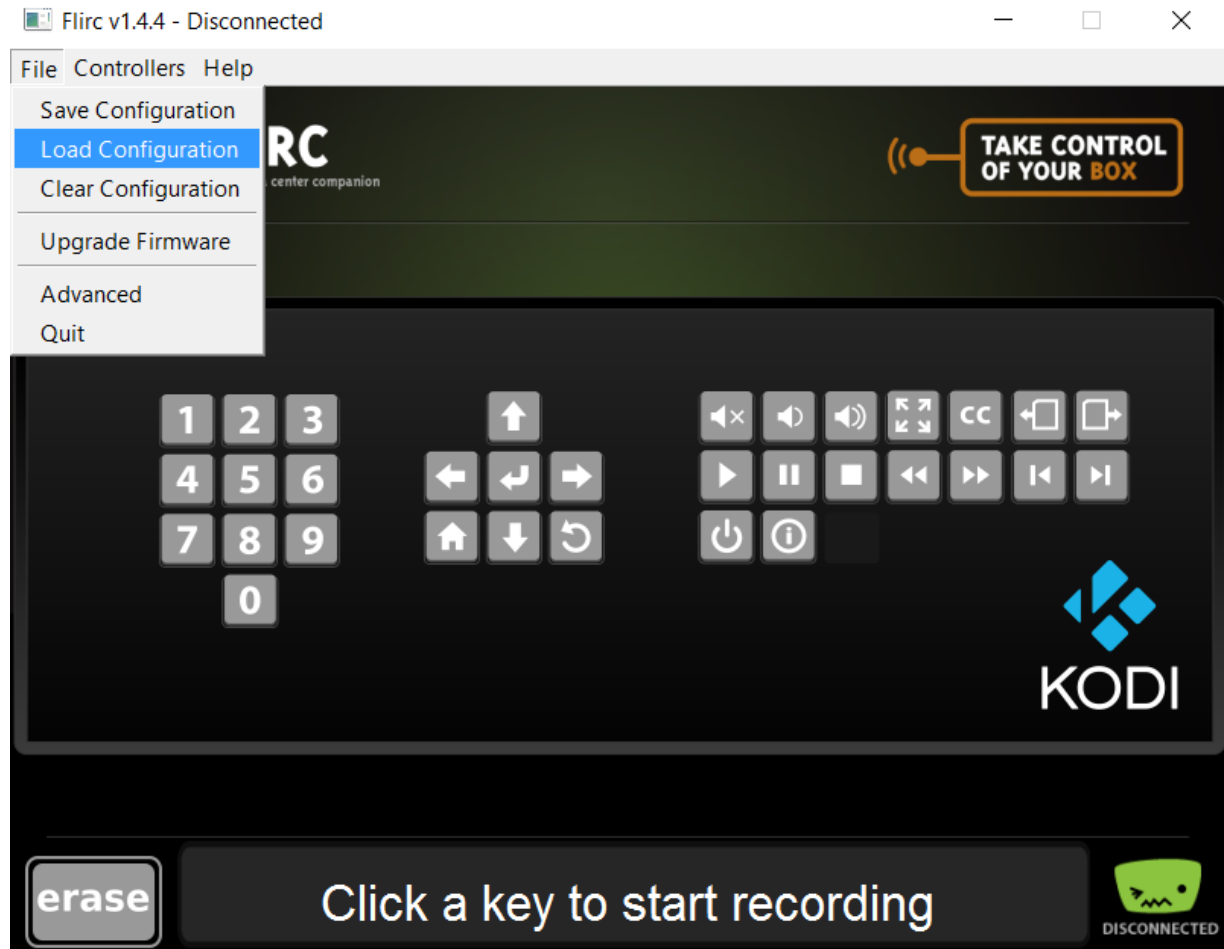 Flirc v1.4.4 - Disconnected
File Controllers Help
Save Configuration
Load Configuration
Clear Configuration
Upgrade Firmware
Advanced
Quit
RC
center companion
TAKE CONTROL
OF YOUR BOX
1 2 3
4 5 6
7 8 9
0
CC
KODI
erase
Click a key to start recording
DISCONNECTED